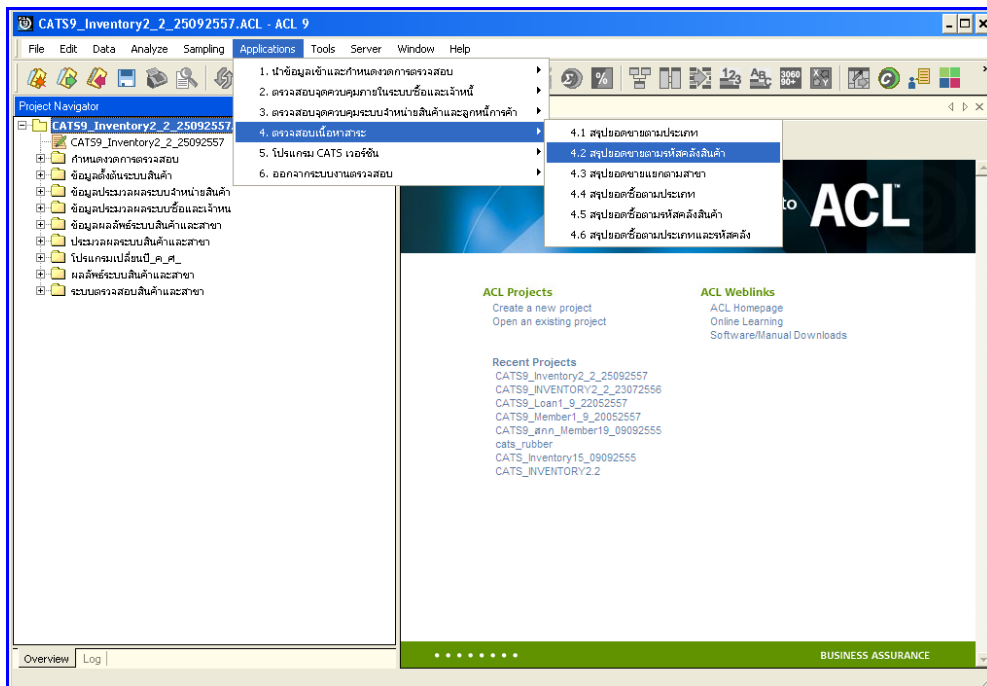 CATS9_Inventory2_2_25092557.ACL - ACL 9
File Edit Data Analyze Sampling Applications Tools Server Window Help
1. นำข้อมูลเข้าและกำหนดงวดการตรวจสอบ
2. ตรวจสอบจุดควบคุมภายในระบบซื้อและเจ้าหนี้
3. ตรวจสอบจุดควบคุมระบบจำหน่ายสินค้าและลูกหนี้การค้า
4. ตรวจสอบเนื้อหาสาระ
5. โปรแกรม CATS เวอร์ชัน
6. ออกจากระบบงานตรวจสอบ
4.1 สรุปยอดขายตามประเภท
4.2 สรุปยอดขายตามรหัสคลังสินค้า
4.3 สรุปยอดขายแยกตามสาขา
4.4 สรุปยอดซื้อตามประเภท
4.5 สรุปยอดซื้อตามรหัสคลังสินค้า
4.6 สรุปยอดซื้อตามประเภทและรหัสคลัง
Project Navigator
CATS9_Inventory2_2_25092557.
CATS9_Inventory2_2_25092557
กำหนดงวดการตรวจสอบ
ข้อมูลตั้งต้นระบบสินค้า
ข้อมูลประมวลผลระบบจำหน่ายสินค้า
ข้อมูลประมวลผลระบบซื้อและเจ้าหน
ข้อมูลผลลัพธ์ระบบสินค้าและสาขา
ประมวลผลระบบสินค้าและสาขา
โปรแกรมเปลี่ยนปี_ค_ศ_
ผลลัพธ์ระบบสินค้าและสาขา
ระบบตรวจสอบสินค้าและสาขา
to ACL™
ACL Projects
Create a new project
Open an existing project
ACL Weblinks
ACL Homepage
Online Learning
Software/Manual Downloads
Recent Projects
CATS9_Inventory2_2_25092557
CATS9_INVENTORY2_2_23072556
CATS9_Loan1_9_22052557
CATS9_Member1_9_20052557
CATS9_สกก_Member19_09092555
cats_rubber
CATS_Inventory15_09092555
CATS_INVENTORY2.2
BUSINESS ASSURANCE
Overview Log